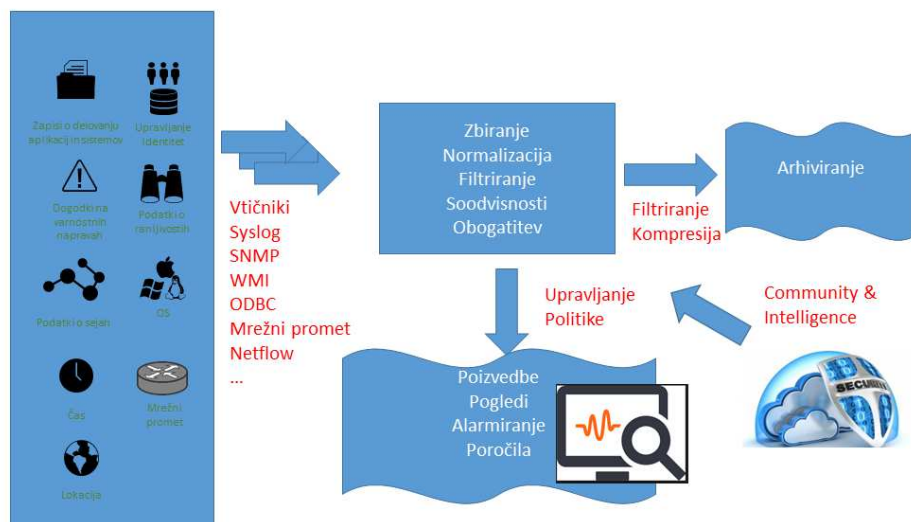 Zapisi o delovanju
aplikacij in sistemov
Upravljanje
Identitet
Dogodki na
varnostnih
napravah
Podatki o
ranljivostih
Podatki o sejah
OS
Čas
Mrežni
promet
Lokacija
Vtičniki
Syslog
SNMP
WMI
ODBC
Mrežni promet
Netflow
...
Zbiranje
Normalizacija
Filtriranje
Soodvisnosti
Obogatitev
Filtriranje
Kompresija
Arhiviranje
Upravljanje
Politike
Community &
Intelligence
Poizvedbe
Pogledi
Alarmiranje
Poročila